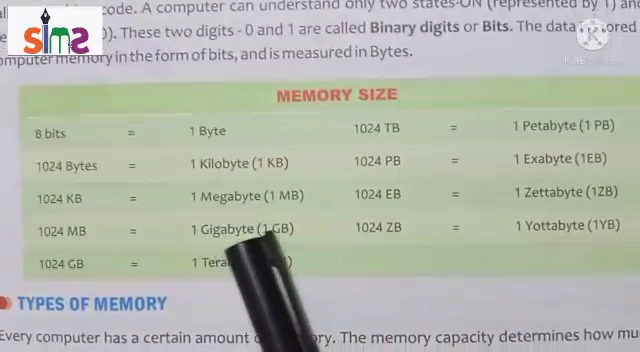 code. A computer can understand only two states-ON (represented by 1) and
sims
0). These two digits - 0 and 1 are called Binary digits or Bits. The data
omputer memory in the form of bits, and is measured in Bytes.
MEMORY SIZE
8 bits = 1 Byte 1024 TB = 1 Petabyte (1 PB)
1024 Bytes = 1 Kilobyte (1 KB) 1024 PB = 1 Exabyte (1EB)
1024 KB = 1 Megabyte (1 MB) 1024 EB = 1 Zettabyte (1ZB)
1024 MB = 1 Gigabyte (1 GB) 1024 ZB = 1 Yottabyte (1YB)
1024 GB = 1 Tera
TYPES OF MEMORY
Every computer has a certain amount The memory capacity determines how